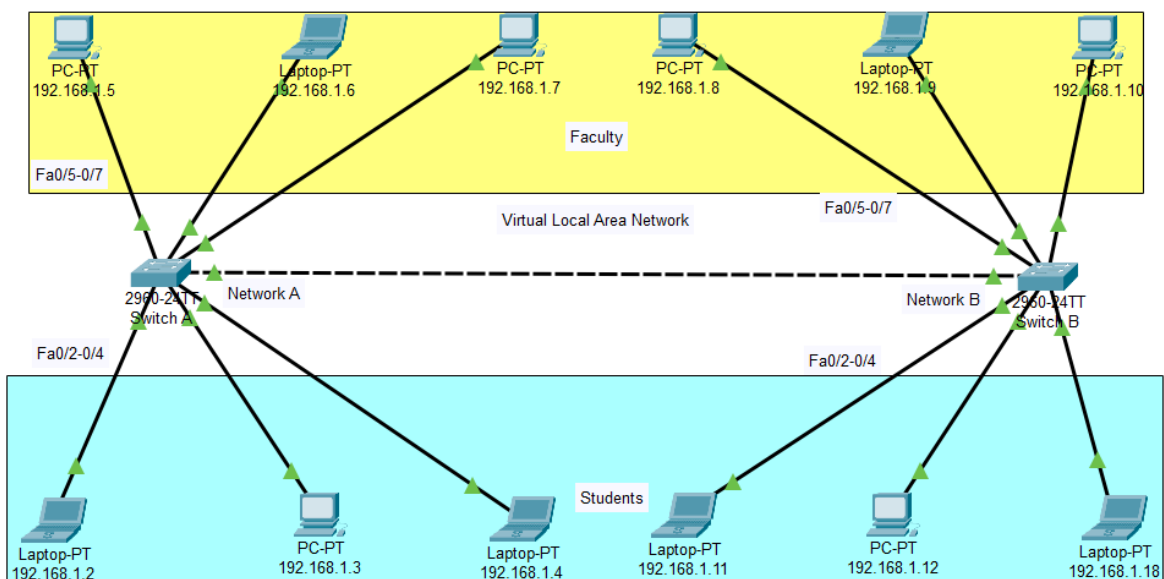 PC-PT
192.168.1.5
Laptop-PT
192.168.1.6
PC-PT
192.168.1.7
PC-PT
192.168.1.8
Laptop-PT
192.168.1.9
PC-PT
192.168.1.10
Faculty
Fa0/5-0/7
Fa0/5-0/7
Virtual Local Area Network
2960-24TT
Switch A
Network A
Network B
2960-24TT
Switch B
Fa0/2-0/4
Fa0/2-0/4
Students
Laptop-PT
192.168.1.2
PC-PT
192.168.1.3
Laptop-PT
192.168.1.4
Laptop-PT
192.168.1.11
PC-PT
192.168.1.12
Laptop-PT
192.168.1.18